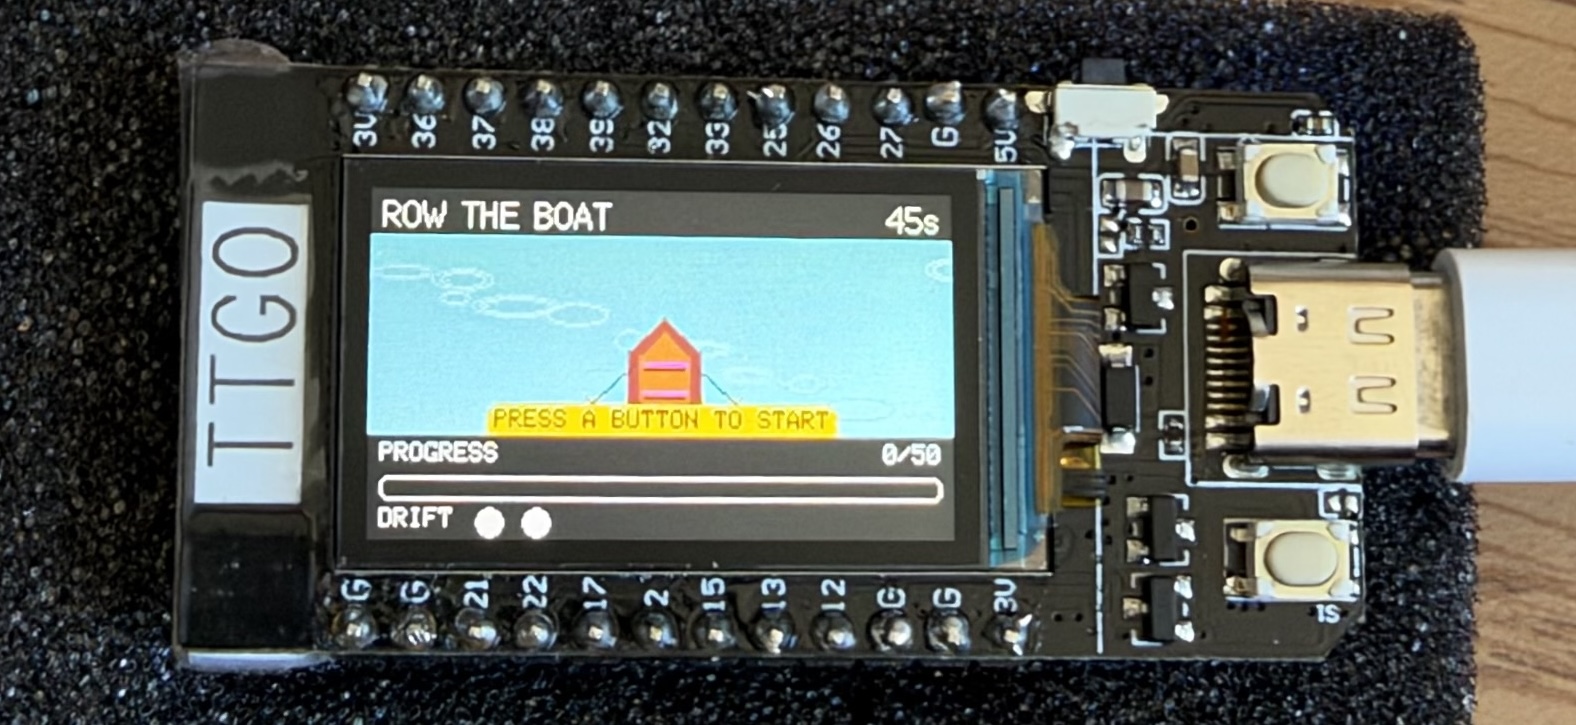 TTGO
3V 36 37 38 39 32 33 25 26 27 G 5V
ROW THE BOAT 45s
PRESS A BUTTON TO START
PROGRESS 0/50
DRIFT
G G 21 22 17 2 15 13 12 G G 3V
1S